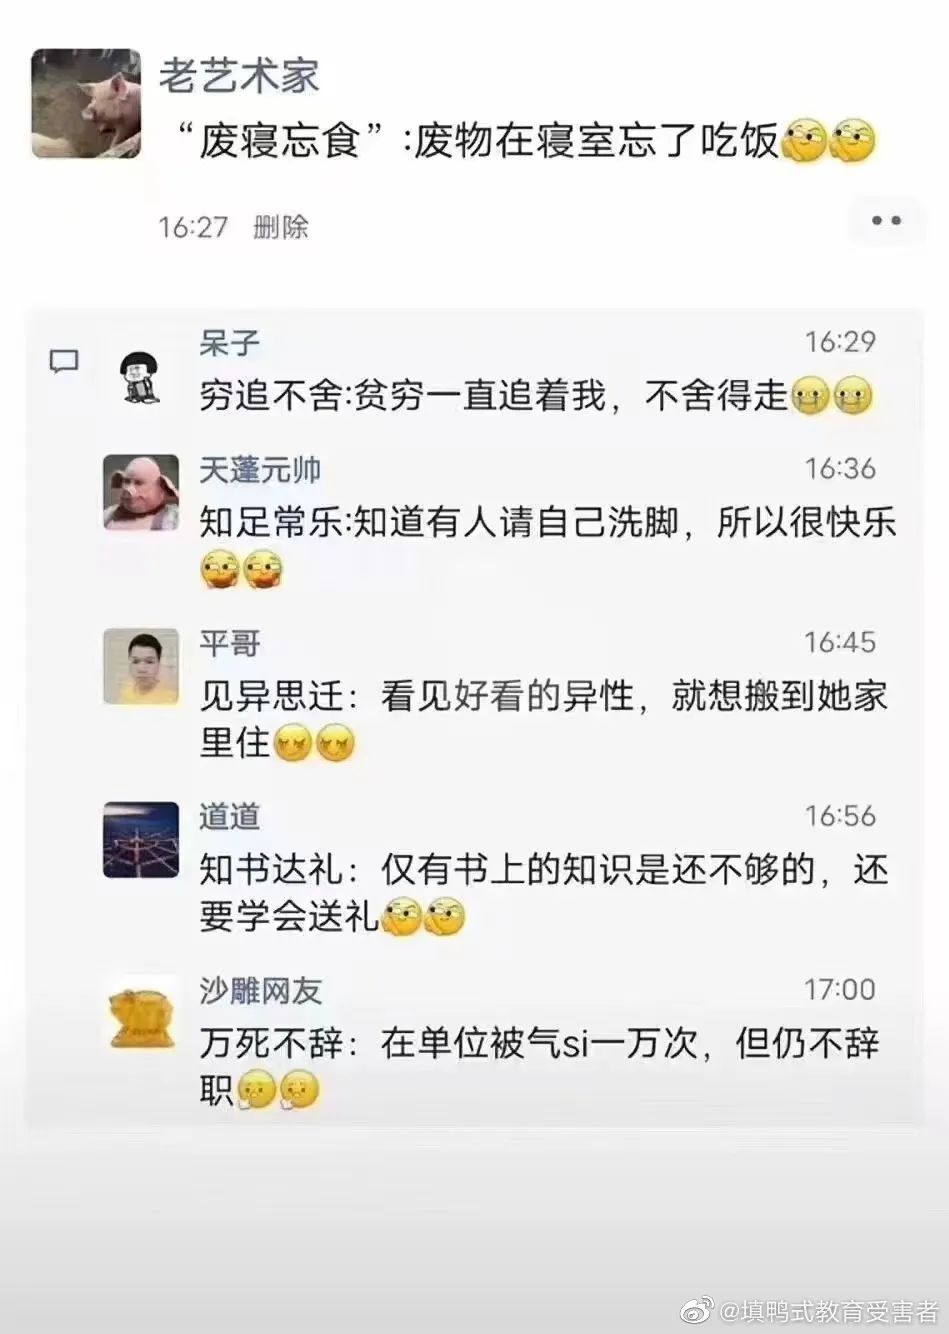 老艺术家
“废寝忘食”:废物在寝室忘了吃饭
16:27 删除
呆子 16:29
穷追不舍:贫穷一直追着我，不舍得走
天蓬元帅 16:36
知足常乐:知道有人请自己洗脚，所以很快乐
平哥 16:45
见异思迁：看见好看的异性，就想搬到她家
里住
道道 16:56
知书达礼：仅有书上的知识是还不够的，还
要学会送礼
沙雕网友 17:00
万死不辞：在单位被气si一万次，但仍不辞
职
@填鸭式教育受害者